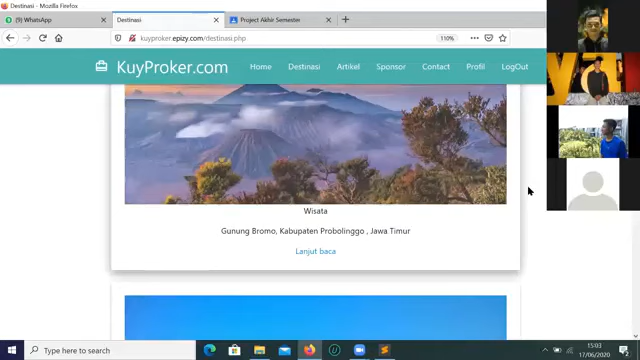 Destinasi - Mozilla Firefox
(9) WhatsApp
Destinasi
Project Akhir Semester
kuyproker.epizy.com/destinasi.php
110%
KuyProker.com
Home
Destinasi
Artikel
Sponsor
Contact
Profil
LogOut
Wisata
Gunung Bromo, Kabupaten Probolinggo , Jawa Timur
Lanjut baca
Type here to search
15:03
17/06/2020